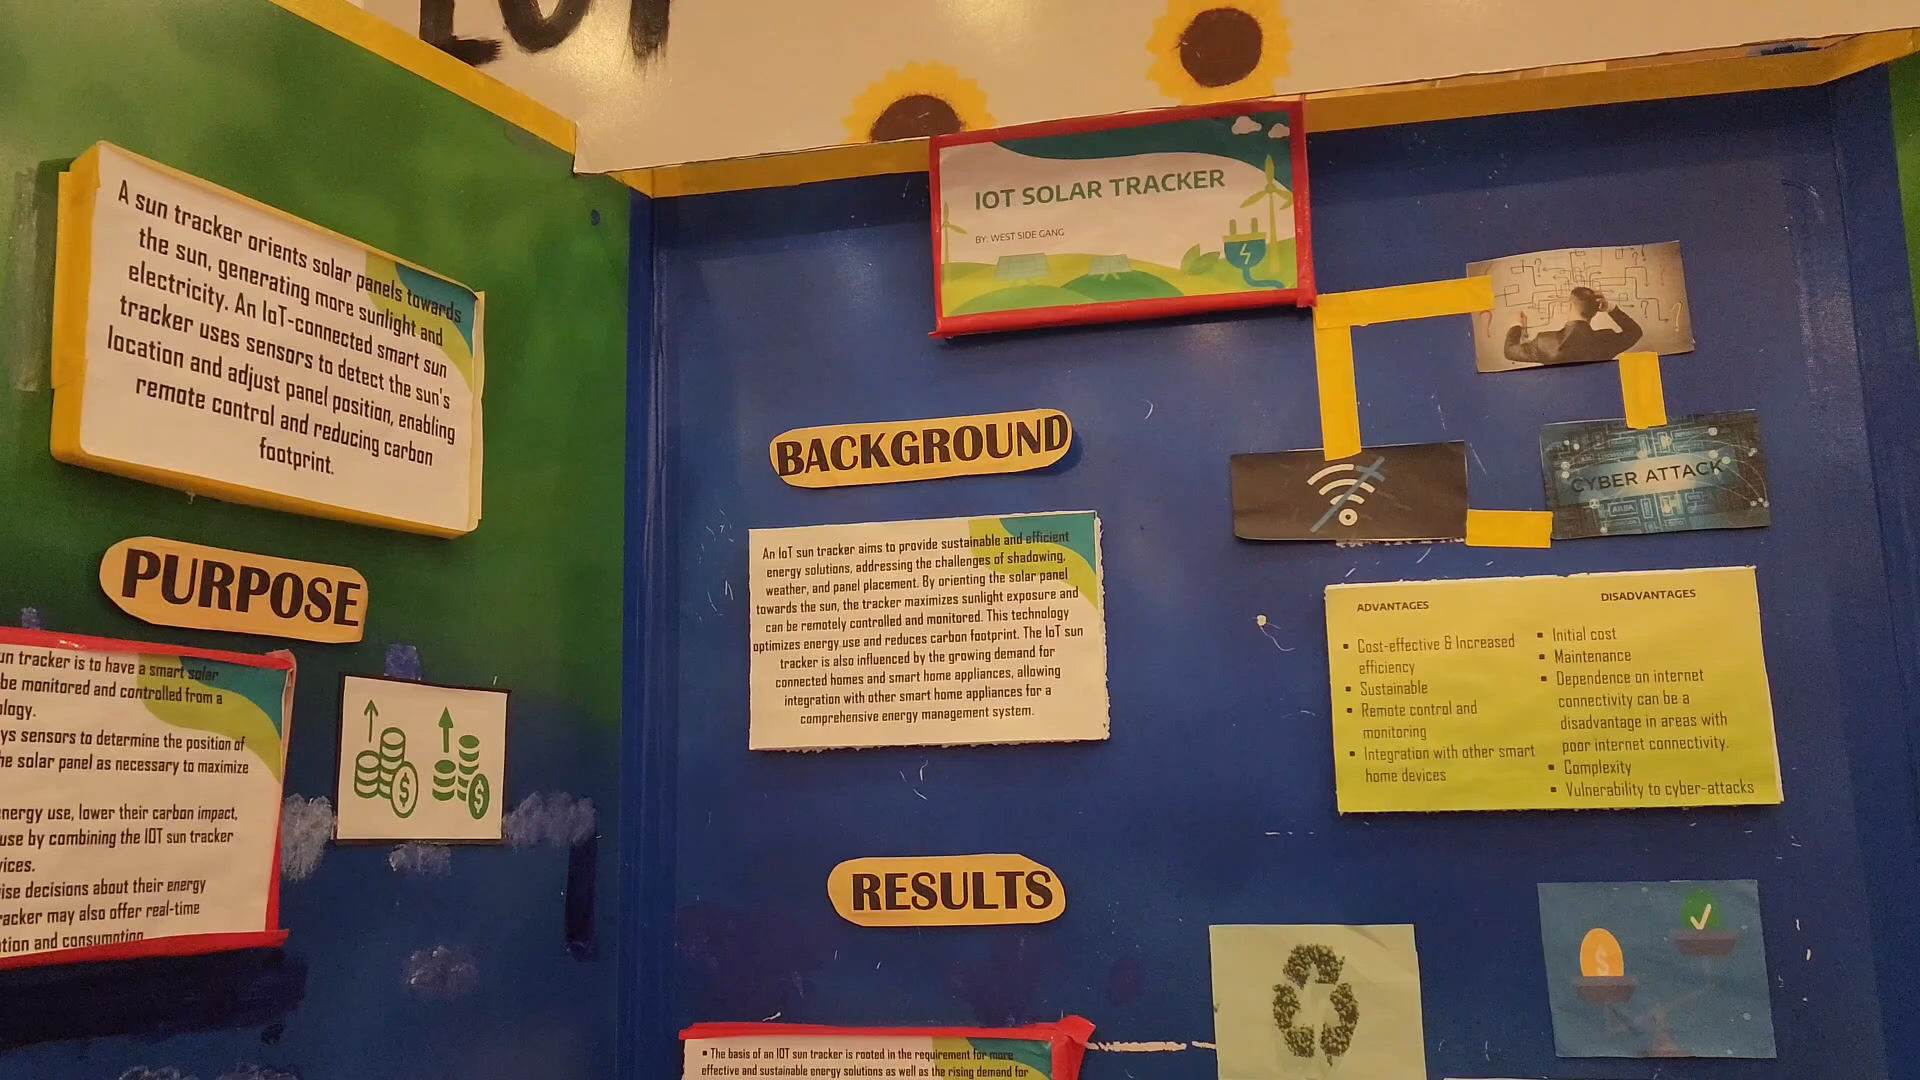 IOT
A sun tracker orients solar panels towards
the sun, generating more sunlight and
electricity. An IoT-connected smart sun
tracker uses sensors to detect the sun's
location and adjust panel position, enabling
remote control and reducing carbon
footprint.
PURPOSE
un tracker is to have a smart solar
be monitored and controlled from a
ology.
ys sensors to determine the position of
he solar panel as necessary to maximize
energy use, lower their carbon impact,
use by combining the IOT sun tracker
vices.
ise decisions about their energy
racker may also offer real-time
tion and consumption
IOT SOLAR TRACKER
BY: WEST SIDE GANG
BACKGROUND
An IoT sun tracker aims to provide sustainable and efficient
energy solutions, addressing the challenges of shadowing,
weather, and panel placement. By orienting the solar panel
towards the sun, the tracker maximizes sunlight exposure and
can be remotely controlled and monitored. This technology
optimizes energy use and reduces carbon footprint. The IoT sun
tracker is also influenced by the growing demand for
connected homes and smart home appliances, allowing
integration with other smart home appliances for a
comprehensive energy management system.
RESULTS
▪ The basis of an IOT sun tracker is rooted in the requirement for more
effective and sustainable energy solutions as well as the rising demand for
CYBER ATTACK
ADVANTAGES
▪ Cost-effective & Increased
efficiency
▪ Sustainable
▪ Remote control and
monitoring
▪ Integration with other smart
home devices
DISADVANTAGES
▪ Initial cost
▪ Maintenance
▪ Dependence on internet
connectivity can be a
disadvantage in areas with
poor internet connectivity.
▪ Complexity
▪ Vulnerability to cyber-attacks